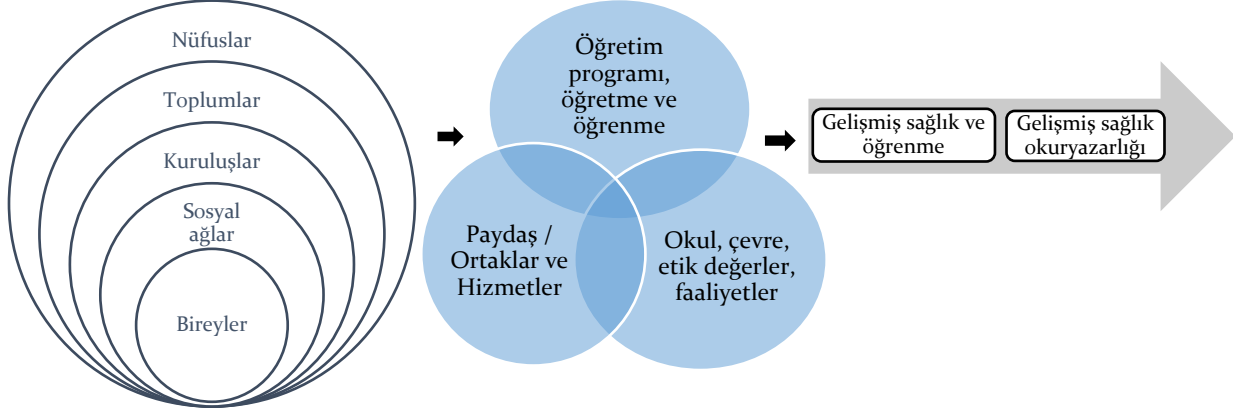 Nüfuslar
Toplumlar
Kuruluşlar
Sosyal
ağlar
Bireyler
Öğretim
programı,
öğretme ve
öğrenme
Paydaş /
Ortaklar ve
Hizmetler
Okul, çevre,
etik değerler,
faaliyetler
Gelişmiş sağlık ve
öğrenme
Gelişmiş sağlık
okuryazarlığı